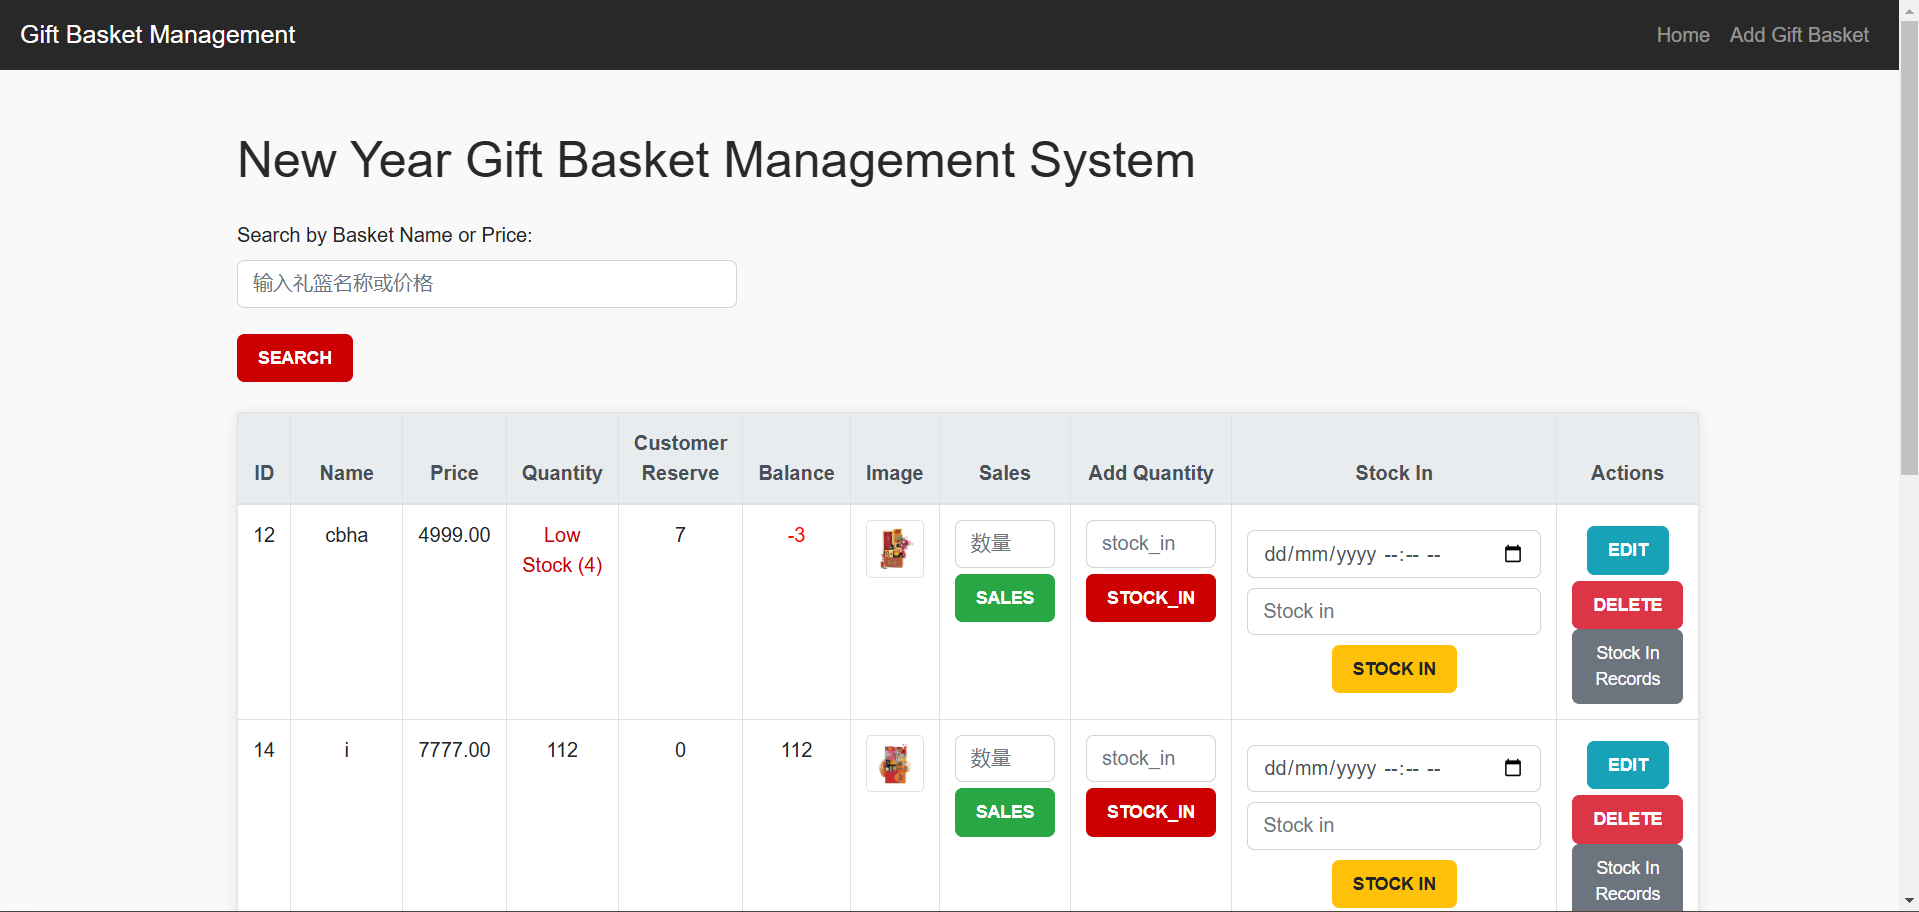 Gift Basket Management
Home Add Gift Basket
New Year Gift Basket Management System
Search by Basket Name or Price:
输入礼篮名称或价格
SEARCH
ID Name Price Quantity Customer Reserve Balance Image Sales Add Quantity Stock In Actions
12 cbha 4999.00 Low Stock (4) 7 -3
数量
SALES
stock_in
STOCK_IN
dd/mm/yyyy --:-- --
Stock in
STOCK IN
EDIT
DELETE
Stock In
Records
14 i 7777.00 112 0 112
数量
SALES
stock_in
STOCK_IN
dd/mm/yyyy --:-- --
Stock in
STOCK IN
EDIT
DELETE
Stock In
Records